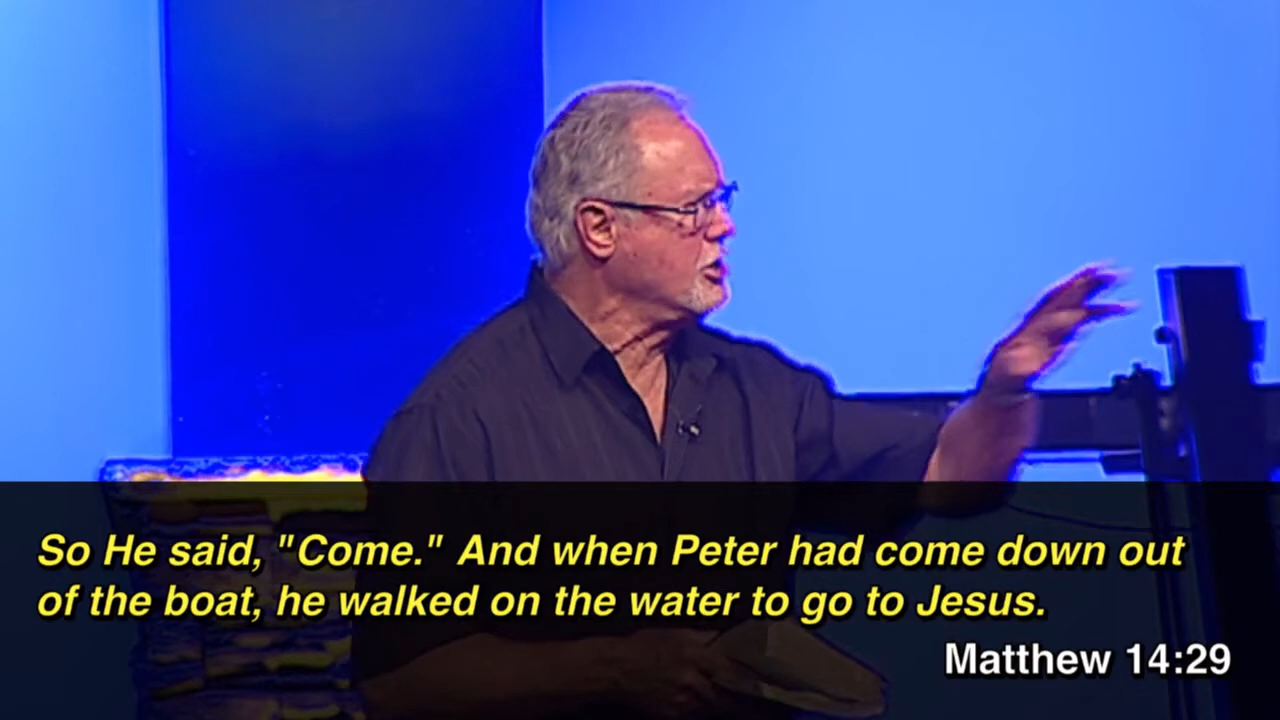 So He said, "Come." And when Peter had come down out
of the boat, he walked on the water to go to Jesus.
Matthew 14:29